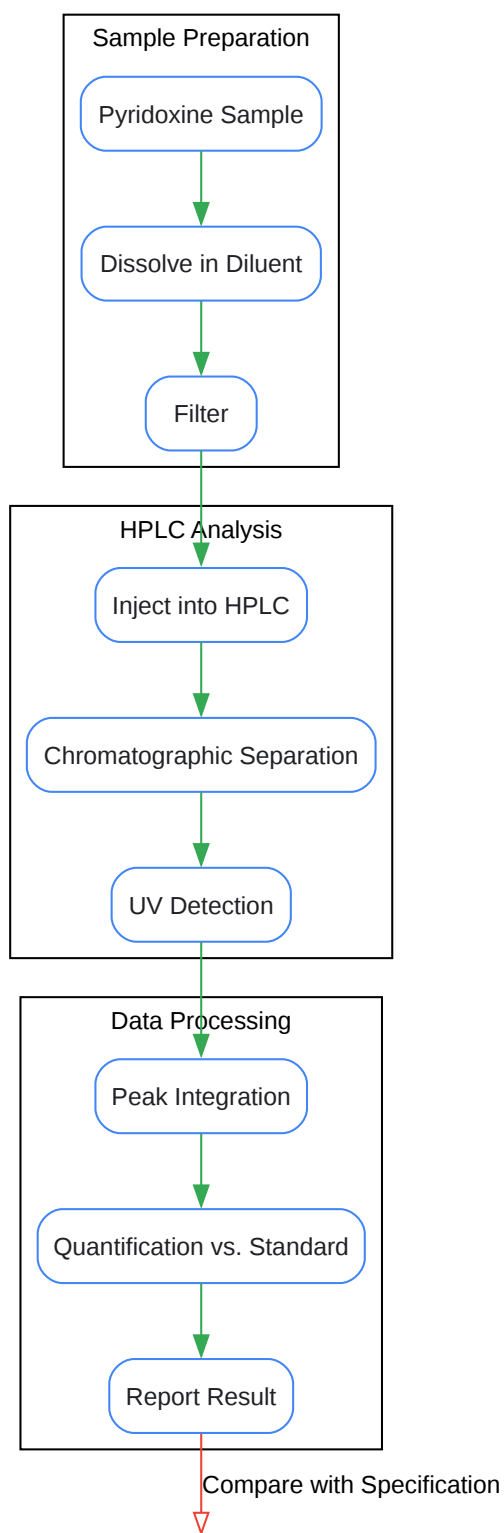 Sample Preparation
Pyridoxine Sample
Dissolve in Diluent
Filter
HPLC Analysis
Inject into HPLC
Chromatographic Separation
UV Detection
Data Processing
Peak Integration
Quantification vs. Standard
Report Result
Compare with Specification